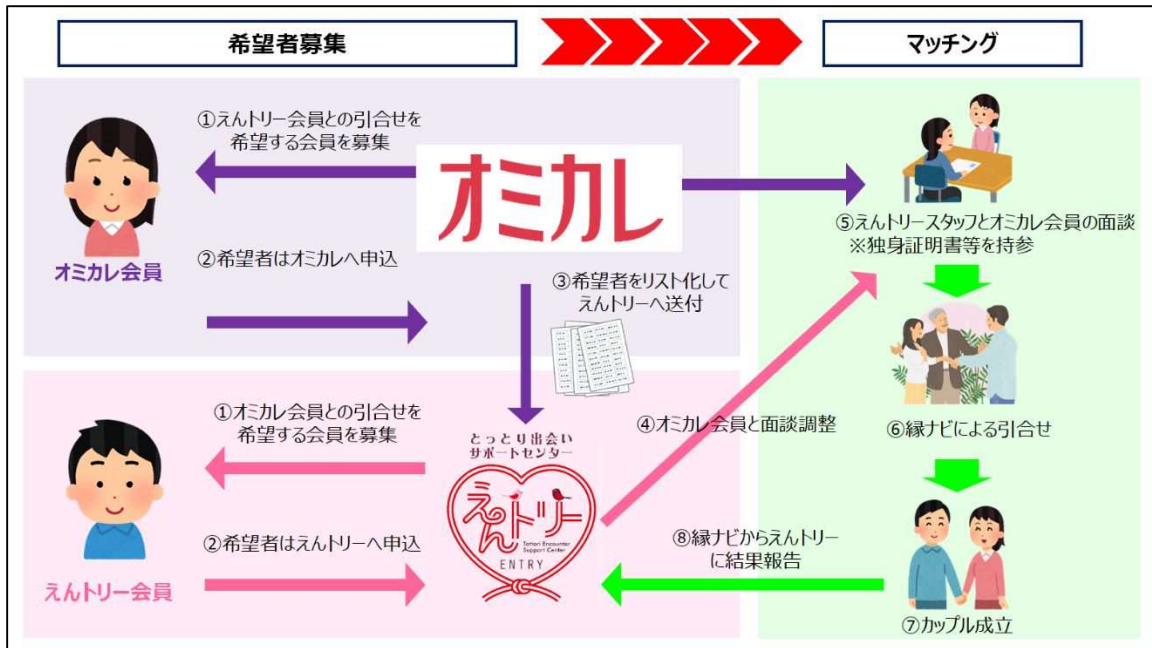 希望者募集
マッチング
①えんトリー会員との引合せを
希望する会員を募集
オミカレ
オミカレ会員
②希望者はオミカレへ申込
③希望者をリスト化して
えんトリーへ送付
①オミカレ会員との引合せを
希望する会員を募集
とっとり出会い
サポートセンター
えんトリー
Tottori Encounter
Support Center
ENTRY
えんトリー会員
②希望者はえんトリーへ申込
④オミカレ会員と面談調整
⑤えんトリースタッフとオミカレ会員の面談
※独身証明書等を持参
⑥縁ナビによる引合せ
⑦カップル成立
⑧縁ナビからえんトリー
に結果報告